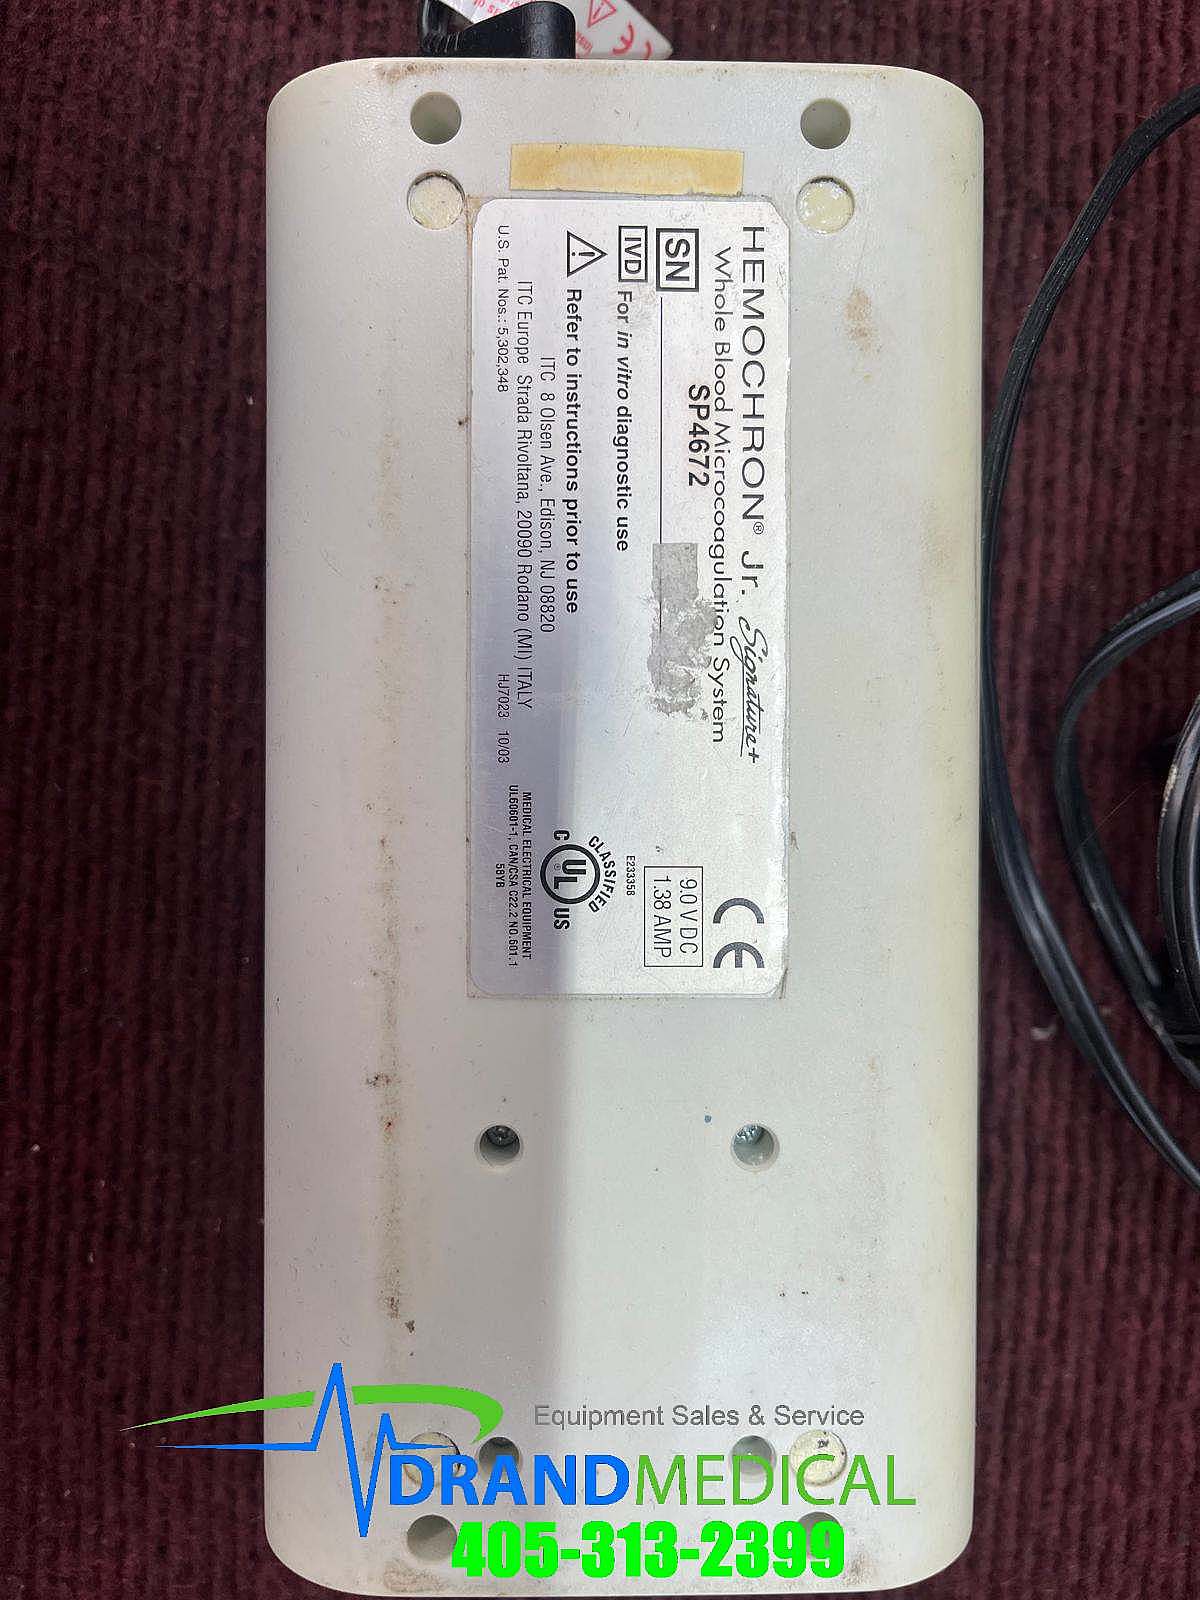 HEMOCHRON® Jr. Signature+
Whole Blood Microcoagulation System
SN SP4672
IVD For in vitro diagnostic use
Refer to instructions prior to use
ITC 8 Olsen Ave., Edison, NJ 08820
ITC Europe Strada Rivoltana, 20090 Rodano (MI) ITALY
U.S. Pat. Nos.: 5,302,348
HJ7023 10/03
CE
9.0 V DC
1.38 AMP
E233358
CLASSIFIED
C UL® US
MEDICAL ELECTRICAL EQUIPMENT
UL60601-1, CAN/CSA C22.2 NO.601.1
58YB
Equipment Sales & Service
DRANDMEDICAL
405-313-2399